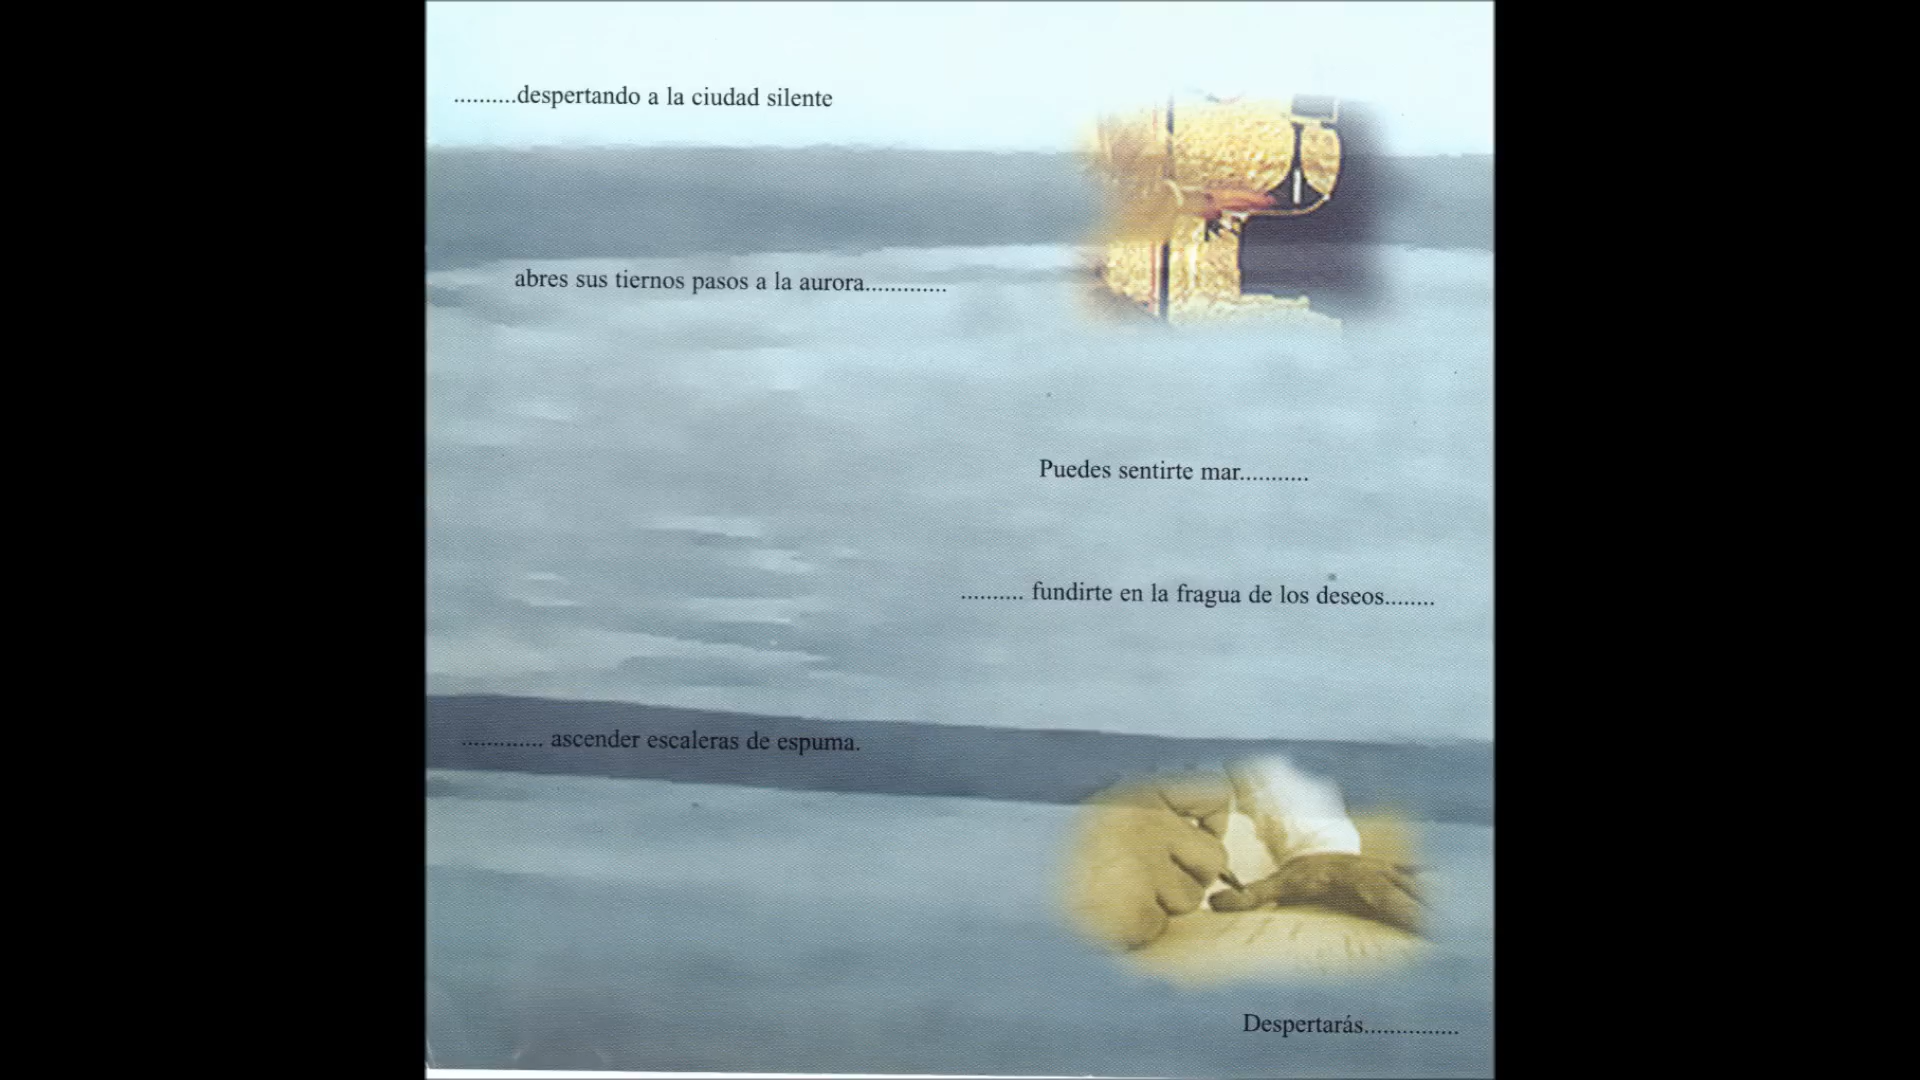 ..........despertando a la ciudad silente
abres sus tiernos pasos a la aurora.............
Puedes sentirte mar...........
.......... fundirte en la fragua de los deseos........
............. ascender escaleras de espuma.
Despertarás...............